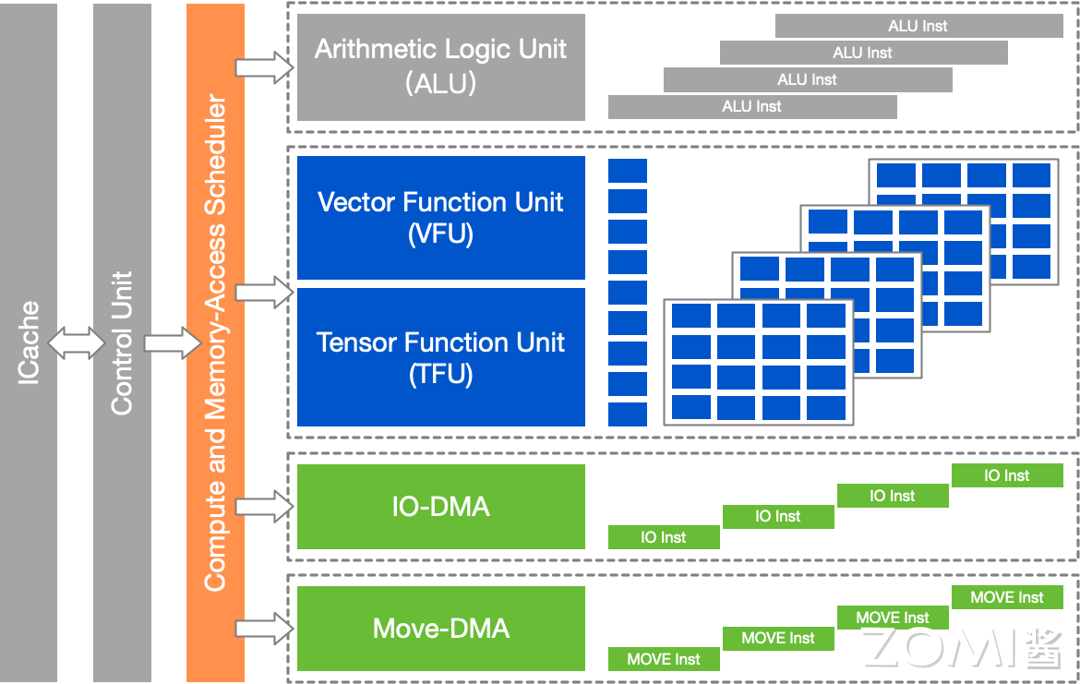 ICache
Control Unit
Compute and Memory-Access Scheduler
Arithmetic Logic Unit
(ALU)
ALU Inst
ALU Inst
ALU Inst
ALU Inst
Vector Function Unit
(VFU)
Tensor Function Unit
(TFU)
IO-DMA
IO Inst
IO Inst
IO Inst
IO Inst
Move-DMA
MOVE Inst
MOVE Inst
MOVE Inst
MOVE Inst
ZOMI酱